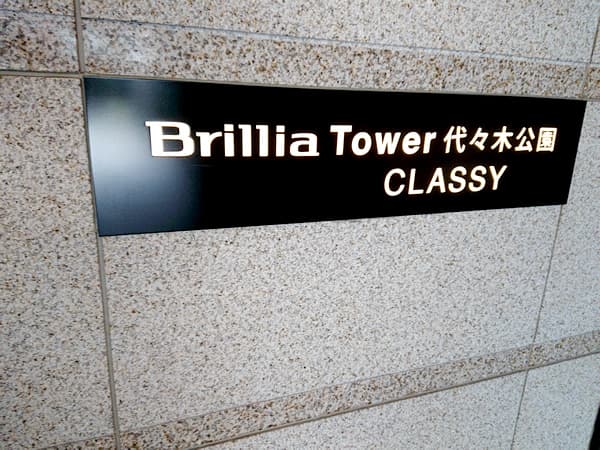 Brillia Tower 代々木公園
CLASSY